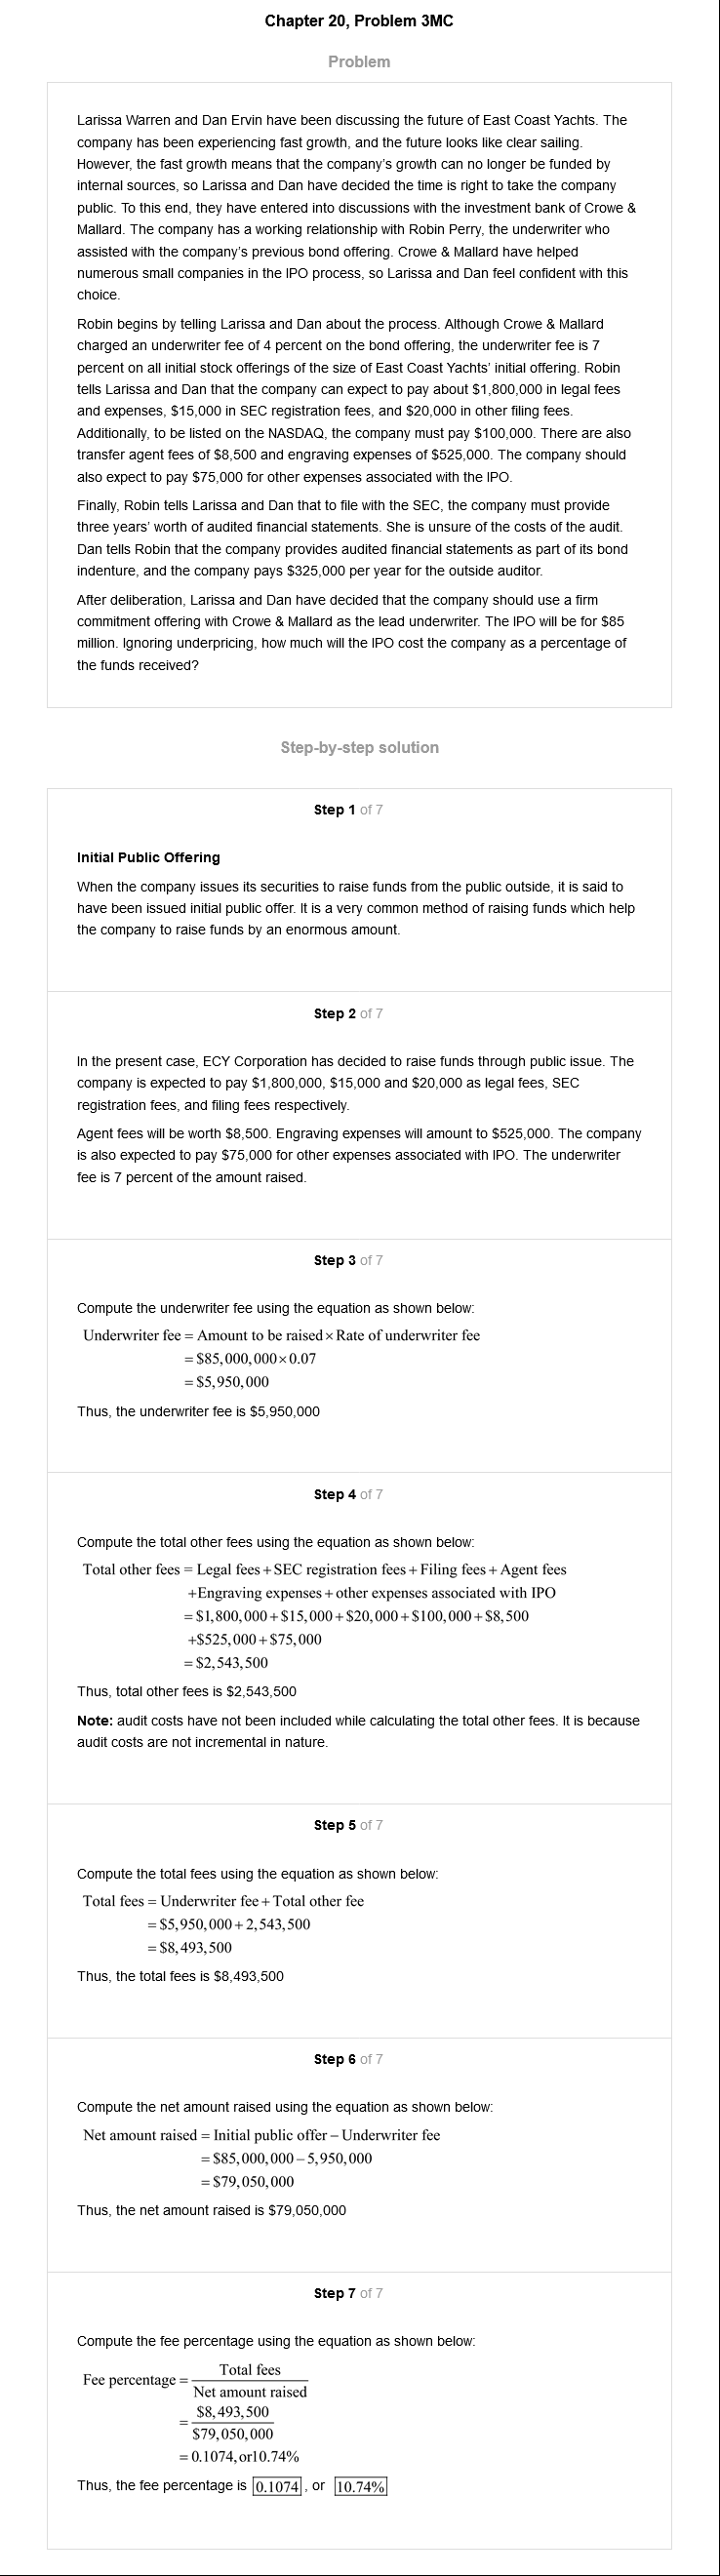 Chapter 20, Problem 3MC
Problem
Larissa Warren and Dan Ervin have been discussing the future of East Coast Yachts. The
company has been experiencing fast growth, and the future looks like clear sailing.
However, the fast growth means that the company's growth can no longer be funded by
internal sources, so Larissa and Dan have decided the time is right to take the company
public. To this end, they have entered into discussions with the investment bank of Crowe &
Mallard. The company has a working relationship with Robin Perry, the underwriter who
assisted with the company's previous bond offering. Crowe & Mallard have helped
numerous small companies in the IPO process, so Larissa and Dan feel confident with this
choice.
Robin begins by telling Larissa and Dan about the process. Although Crowe & Mallard
charged an underwriter fee of 4 percent on the bond offering, the underwriter fee is 7
percent on all initial stock offerings of the size of East Coast Yachts' initial offering. Robin
tells Larissa and Dan that the company can expect to pay about $1,800,000 in legal fees
and expenses, $15,000 in SEC registration fees, and $20,000 in other filing fees.
Additionally, to be listed on the NASDAQ, the company must pay $100,000. There are also
transfer agent fees of $8,500 and engraving expenses of $525,000. The company should
also expect to pay $75,000 for other expenses associated with the IPO.
Finally, Robin tells Larissa and Dan that to file with the SEC, the company must provide
three years' worth of audited financial statements. She is unsure of the costs of the audit.
Dan tells Robin that the company provides audited financial statements as part of its bond
indenture, and the company pays $325,000 per year for the outside auditor.
After deliberation, Larissa and Dan have decided that the company should use a firm
commitment offering with Crowe & Mallard as the lead underwriter. The IPO will be for $85
million. Ignoring underpricing, how much will the IPO cost the company as a percentage of
the funds received?
Step-by-step solution
Step 1 of 7
Initial Public Offering
When the company issues its securities to raise funds from the public outside, it is said to
have been issued initial public offer. It is a very common method of raising funds which help
the company to raise funds by an enormous amount.
Step 2 of 7
In the present case, ECY Corporation has decided to raise funds through public issue. The
company is expected to pay $1,800,000, $15,000 and $20,000 as legal fees, SEC
registration fees, and filing fees respectively.
Agent fees will be worth $8,500. Engraving expenses will amount to $525,000. The company
is also expected to pay $75,000 for other expenses associated with IPO. The underwriter
fee is 7 percent of the amount raised.
Step 3 of 7
Compute the underwriter fee using the equation as shown below:
Underwriter fee = Amount to be raised × Rate of underwriter fee
= $85,000,000 × 0.07
= $5,950,000
Thus, the underwriter fee is $5,950,000
Step 4 of 7
Compute the total other fees using the equation as shown below:
Total other fees = Legal fees + SEC registration fees + Filing fees + Agent fees
+Engraving expenses + other expenses associated with IPO
= $1,800,000 + $15,000 + $20,000 + $100,000 + $8,500
+$525,000 + $75,000
= $2,543,500
Thus, total other fees is $2,543,500
Note: audit costs have not been included while calculating the total other fees. It is because
audit costs are not incremental in nature.
Step 5 of 7
Compute the total fees using the equation as shown below:
Total fees = Underwriter fee + Total other fee
= $5,950,000 + 2,543,500
= $8,493,500
Thus, the total fees is $8,493,500
Step 6 of 7
Compute the net amount raised using the equation as shown below:
Net amount raised = Initial public offer − Underwriter fee
= $85,000,000 − 5,950,000
= $79,050,000
Thus, the net amount raised is $79,050,000
Step 7 of 7
Compute the fee percentage using the equation as shown below:
Fee percentage = Total fees
Net amount raised
= $8,493,500
$79,050,000
= 0.1074, or10.74%
Thus, the fee percentage is 0.1074 , or 10.74%